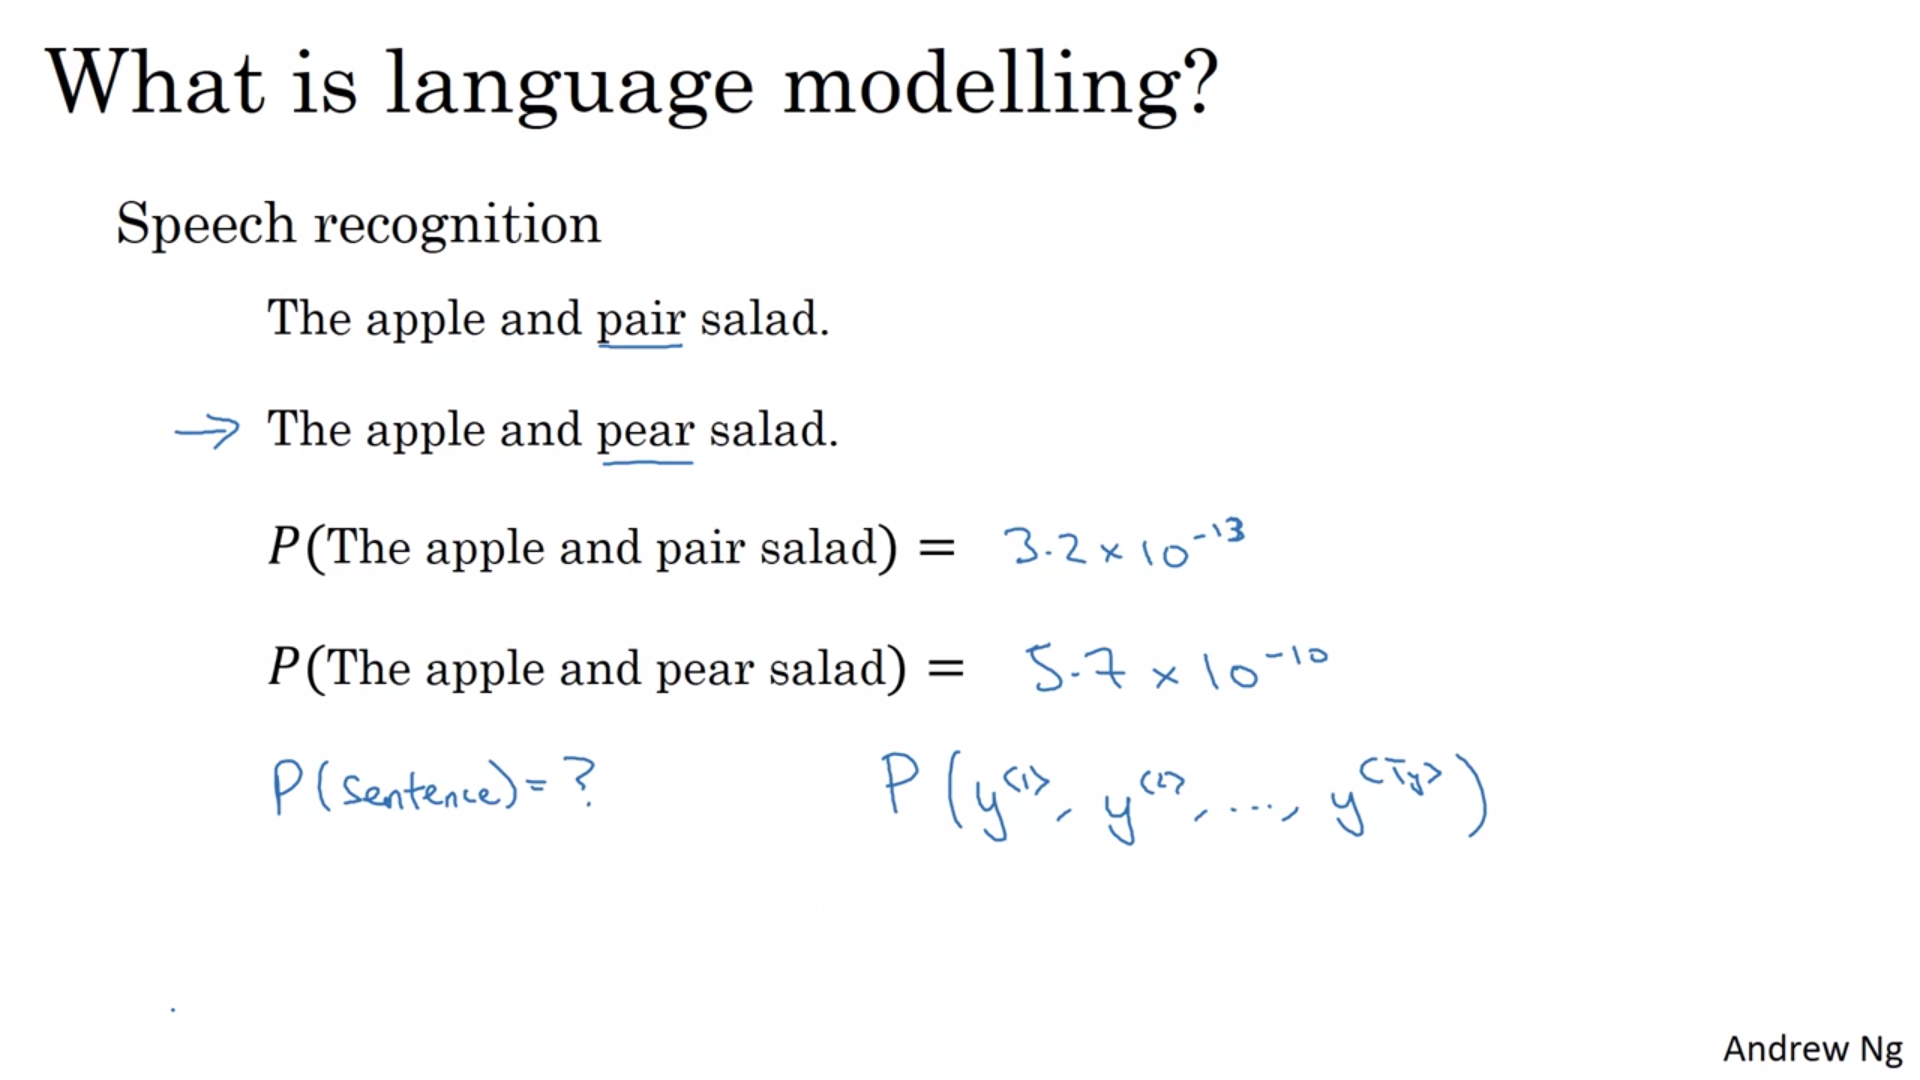 What is language modelling?
Speech recognition
The apple and pair salad.
→ The apple and pear salad.
P(The apple and pair salad) = 3.2 × 10⁻¹³
P(The apple and pear salad) = 5.7 × 10⁻¹⁰
P(sentence) = ? P(y^<1>, y^<2>, ..., y^<Ty>)
Andrew Ng